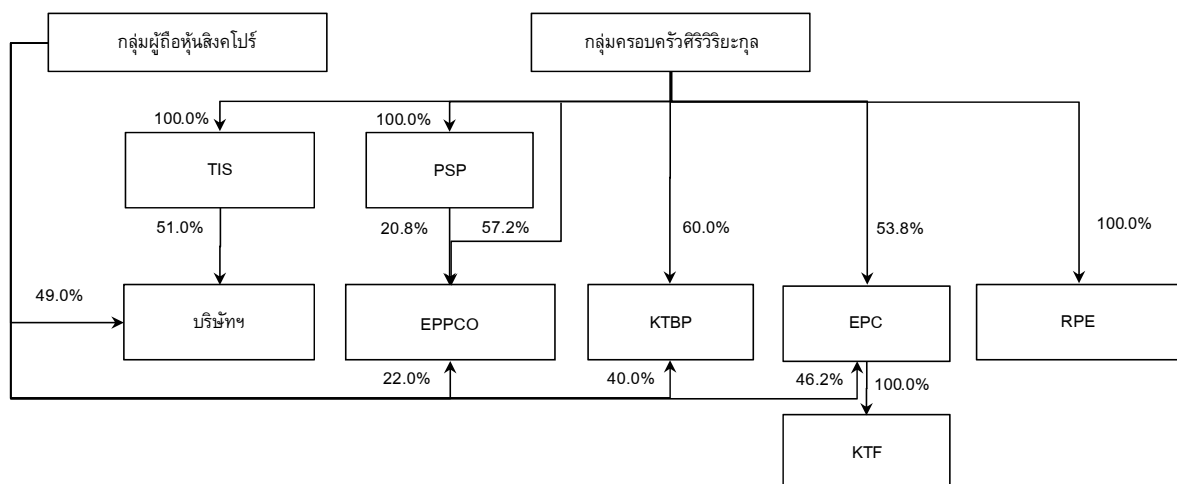 กลุ่มผู้ถือหุ้นสิงคโปร์
กลุ่มครอบครัวศิริวิริยะกุล
100.0%
100.0%
TIS
PSP
51.0%
20.8%
57.2%
60.0%
53.8%
100.0%
49.0%
บริษัทฯ
EPPCO
KTBP
EPC
RPE
22.0%
40.0%
46.2%
100.0%
KTF